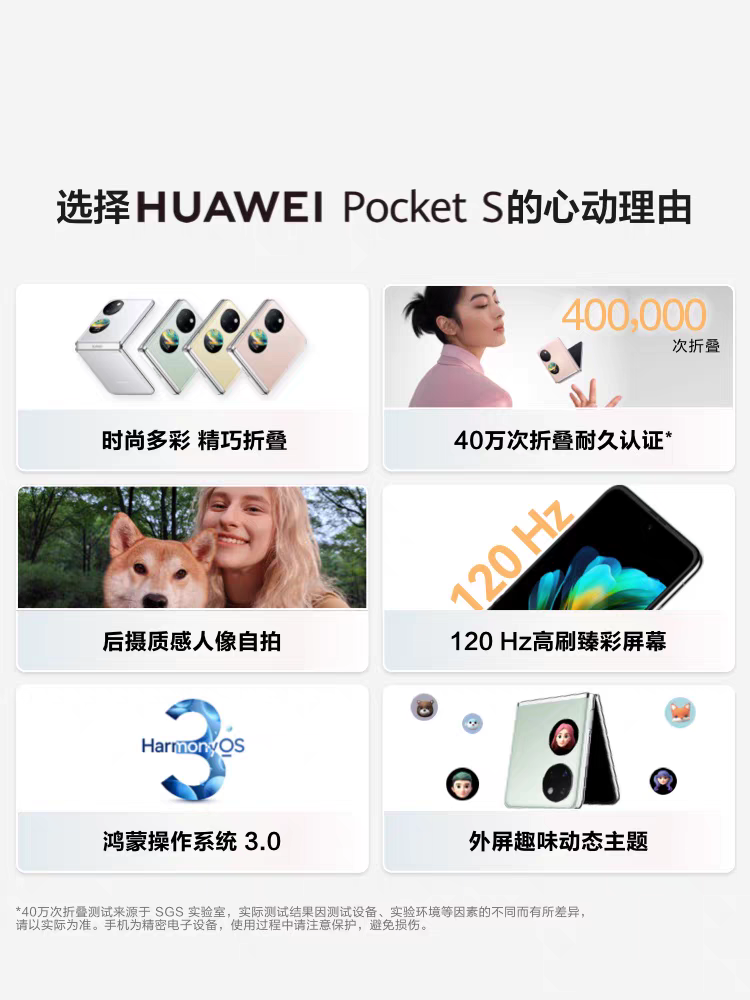 选择HUAWEI Pocket S的心动理由
时尚多彩 精巧折叠
400,000
次折叠
40万次折叠耐久认证*
后摄质感人像自拍
120 Hz
120 Hz高刷臻彩屏幕
3
HarmonyOS
鸿蒙操作系统 3.0
外屏趣味动态主题
*40万次折叠测试来源于 SGS 实验室，实际测试结果因测试设备、实验环境等因素的不同而有所差异，
请以实际为准。手机为精密电子设备，使用过程中请注意保护，避免损伤。